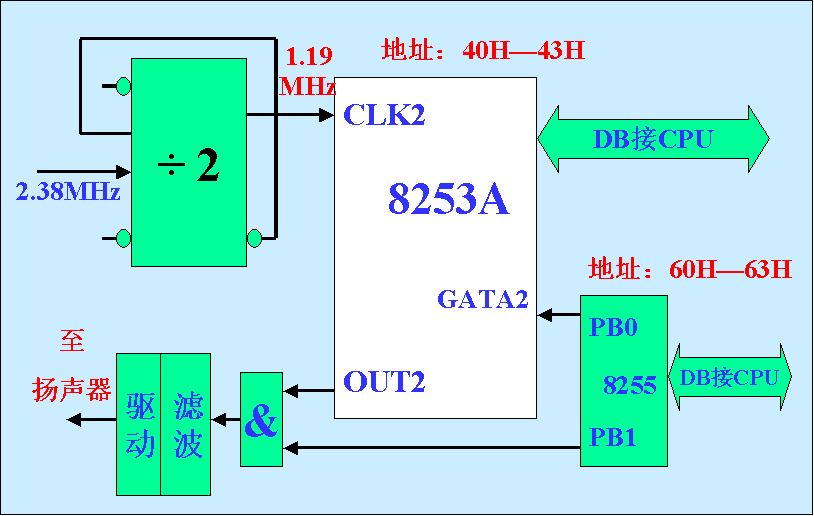 地址：40H—43H
1.19
MHz
CLK2
÷ 2
DB接CPU
2.38MHz
8253A
地址：60H—63H
GATA2
PB0
至
扬声器
驱动
滤波
&
OUT2
8255
DB接CPU
PB1